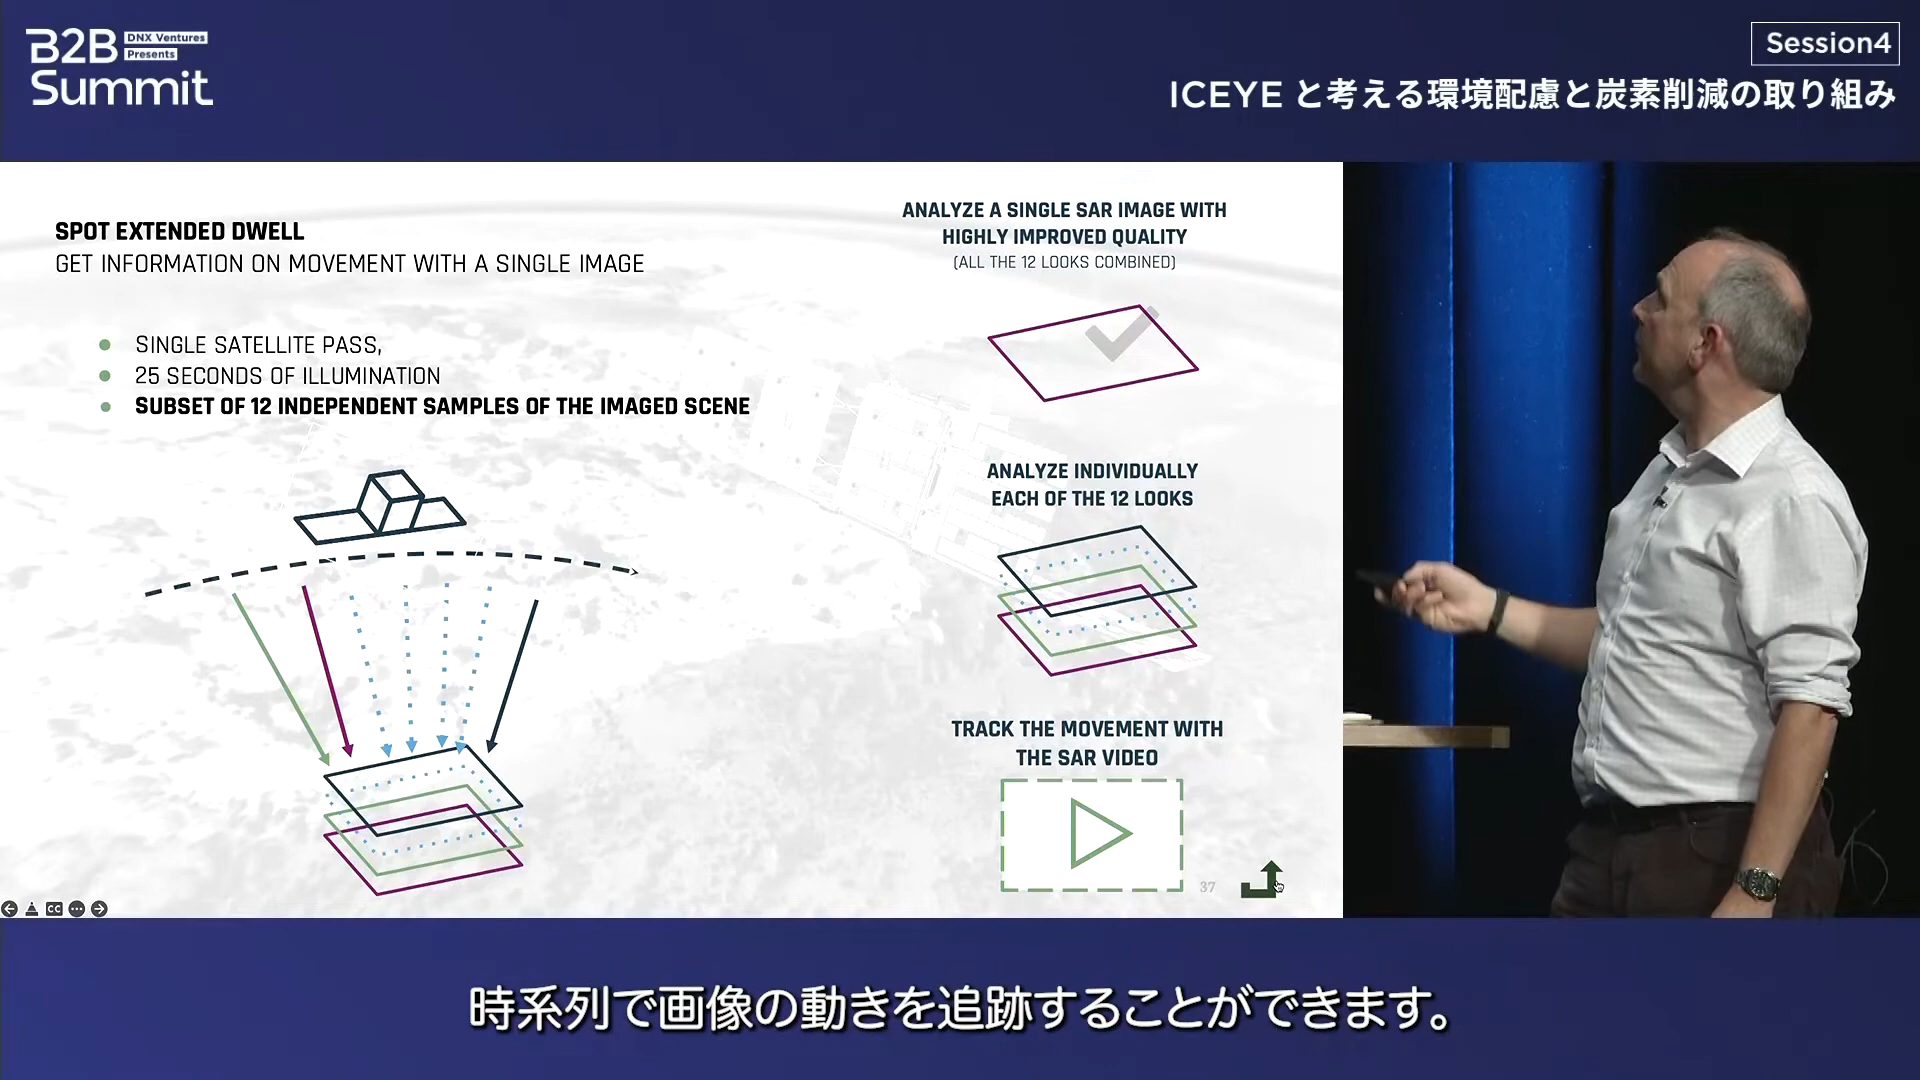 B2B DNX Ventures
Presents
Summit
Session4
ICEYE と考える環境配慮と炭素削減の取り組み
SPOT EXTENDED DWELL
GET INFORMATION ON MOVEMENT WITH A SINGLE IMAGE
SINGLE SATELLITE PASS,
25 SECONDS OF ILLUMINATION
SUBSET OF 12 INDEPENDENT SAMPLES OF THE IMAGED SCENE
ANALYZE A SINGLE SAR IMAGE WITH
HIGHLY IMPROVED QUALITY
(ALL THE 12 LOOKS COMBINED)
ANALYZE INDIVIDUALLY
EACH OF THE 12 LOOKS
TRACK THE MOVEMENT WITH
THE SAR VIDEO
37
CC
時系列で画像の動きを追跡することができます。